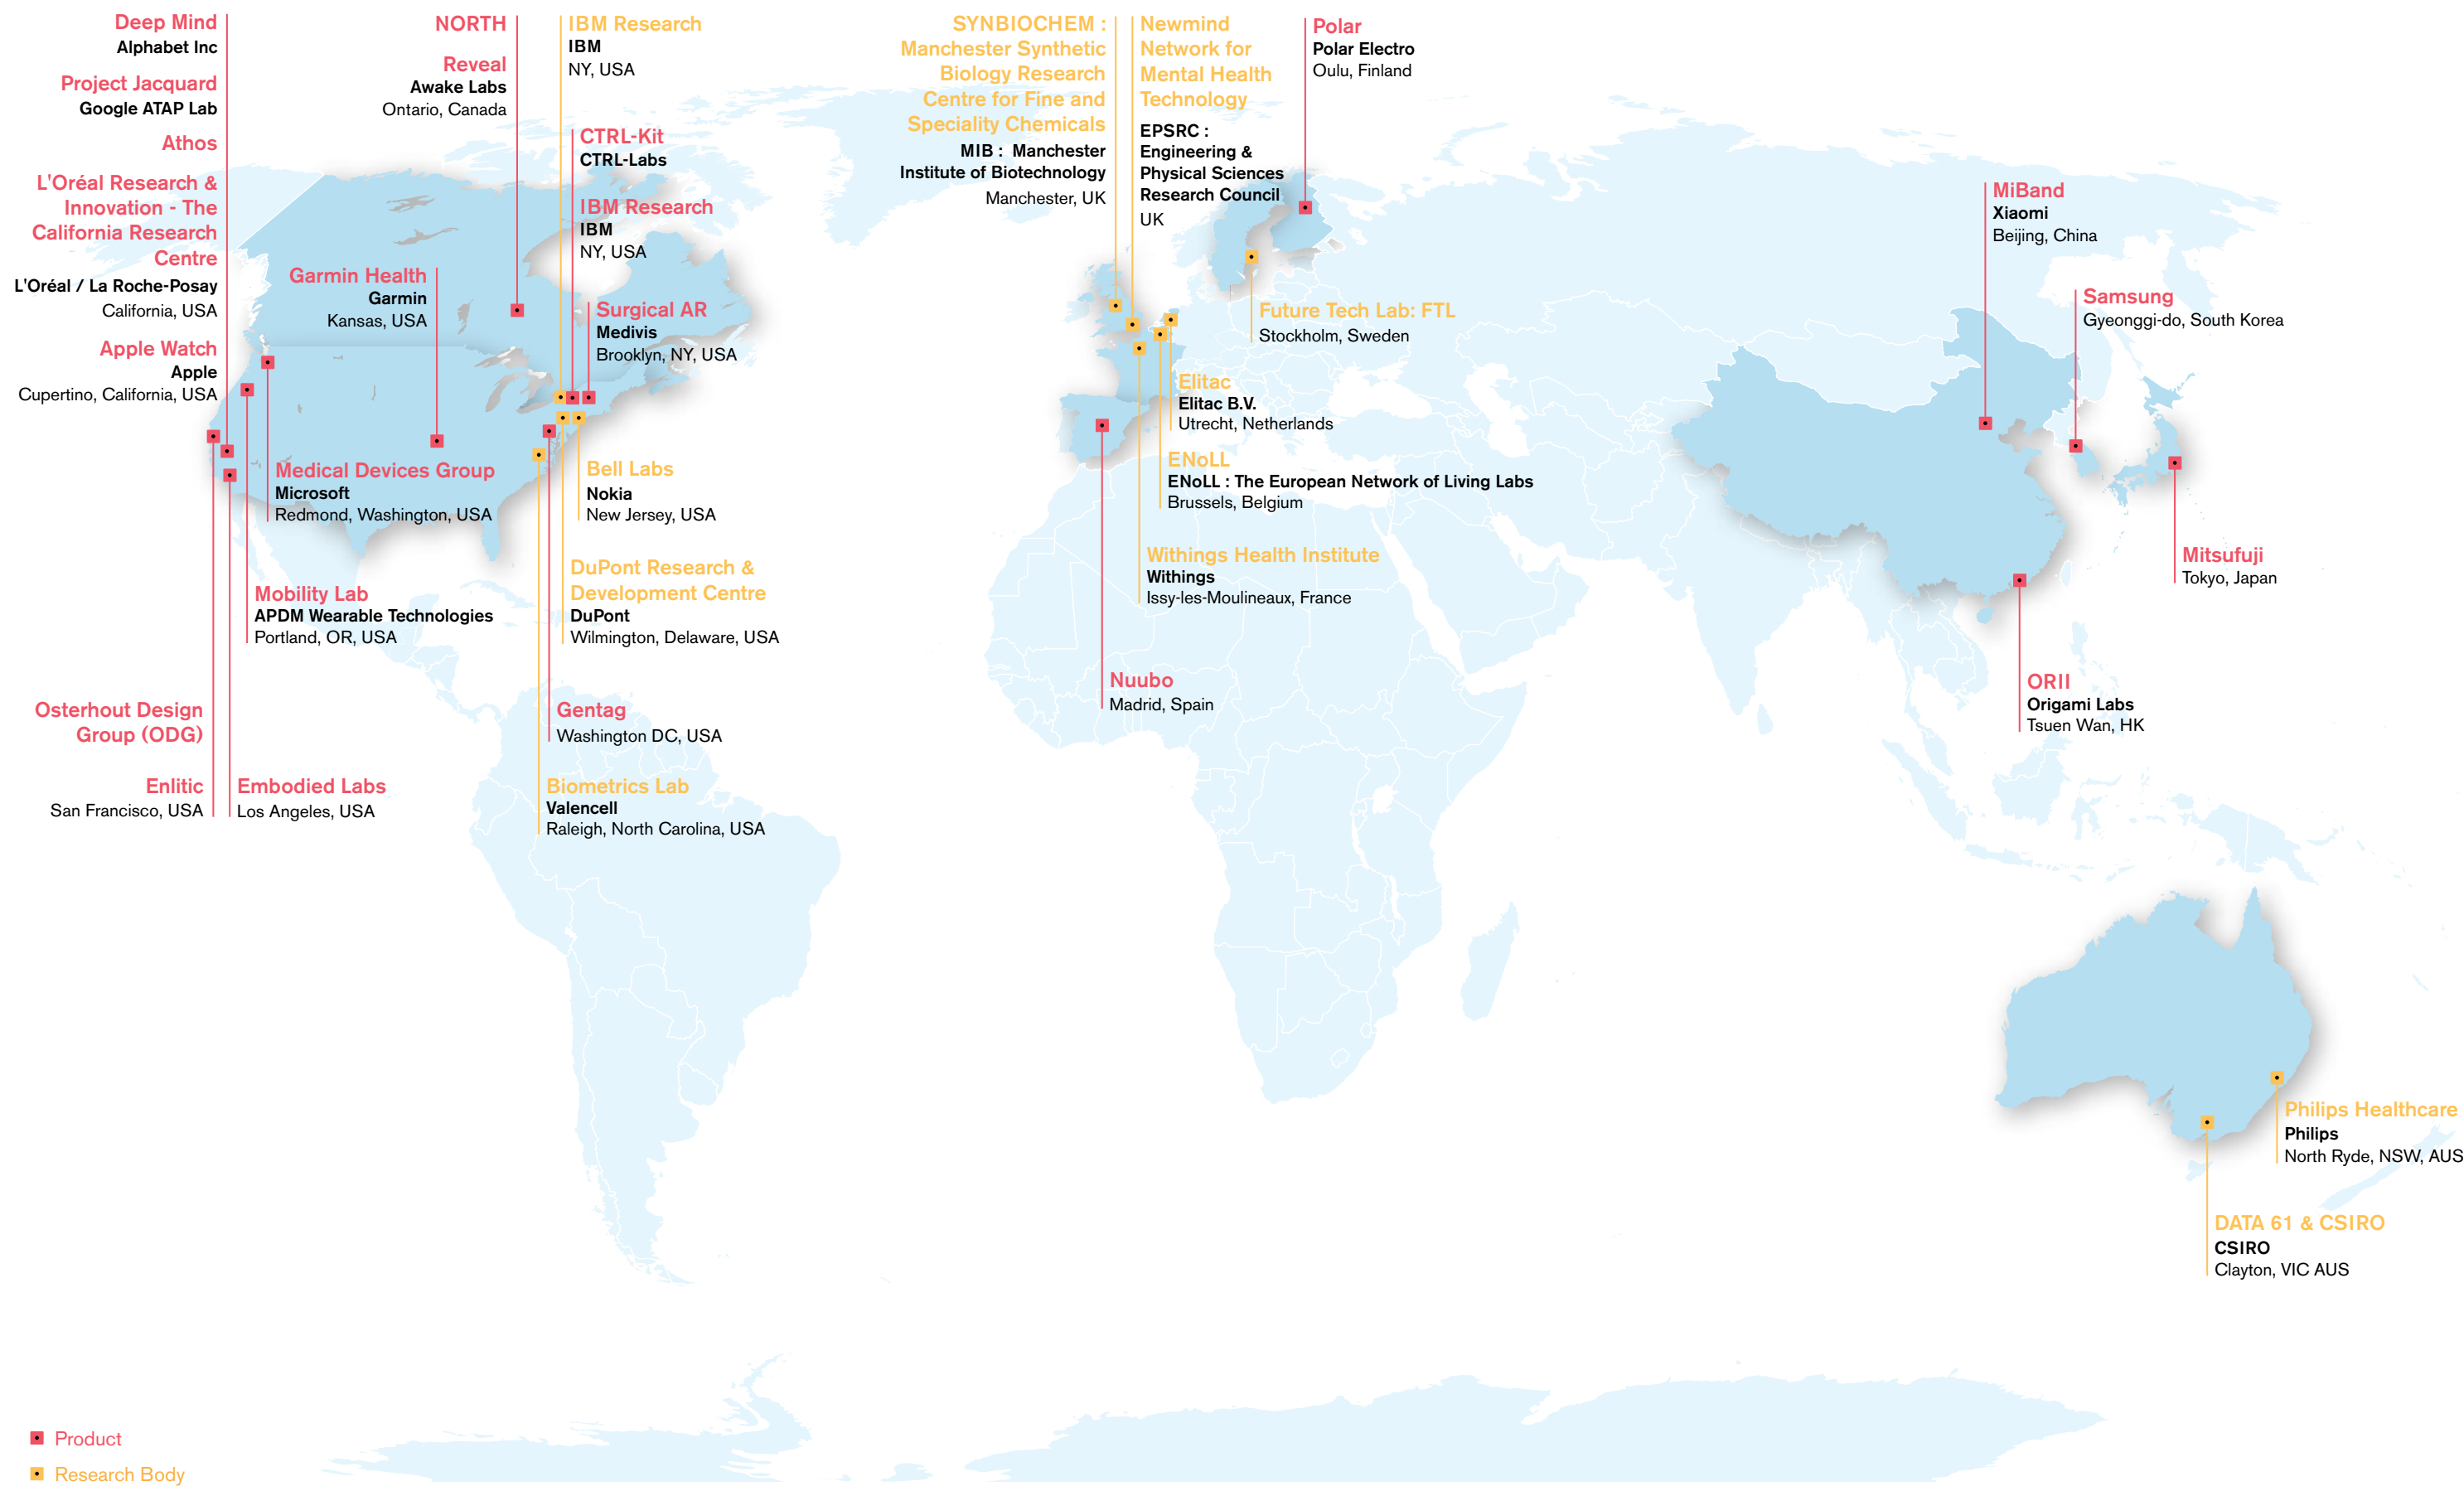 Deep Mind
Alphabet Inc
Project Jacquard
Google ATAP Lab
Athos
L'Oréal Research &
Innovation - The
California Research
Centre
L'Oréal / La Roche-Posay
California, USA
Apple Watch
Apple
Cupertino, California, USA
NORTH
Reveal
Awake Labs
Ontario, Canada
Garmin Health
Garmin
Kansas, USA
IBM Research
IBM
NY, USA
CTRL-Kit
CTRL-Labs
IBM Research
IBM
NY, USA
Surgical AR
Medivis
Brooklyn, NY, USA
Medical Devices Group
Microsoft
Redmond, Washington, USA
Bell Labs
Nokia
New Jersey, USA
Mobility Lab
APDM Wearable Technologies
Portland, OR, USA
DuPont Research &
Development Centre
DuPont
Wilmington, Delaware, USA
Osterhout Design
Group (ODG)
Enlitic
San Francisco, USA
Embodied Labs
Los Angeles, USA
Gentag
Washington DC, USA
Biometrics Lab
Valencell
Raleigh, North Carolina, USA
SYNBIOCHEM :
Manchester Synthetic
Biology Research
Centre for Fine and
Speciality Chemicals
MIB : Manchester
Institute of Biotechnology
Manchester, UK
Newmind
Network for
Mental Health
Technology
EPSRC :
Engineering &
Physical Sciences
Research Council
UK
Polar
Polar Electro
Oulu, Finland
Future Tech Lab: FTL
Stockholm, Sweden
Elitac
Elitac B.V.
Utrecht, Netherlands
ENoLL
ENoLL : The European Network of Living Labs
Brussels, Belgium
Withings Health Institute
Withings
Issy-les-Moulineaux, France
Nuubo
Madrid, Spain
MiBand
Xiaomi
Beijing, China
Samsung
Gyeonggi-do, South Korea
Mitsufuji
Tokyo, Japan
ORII
Origami Labs
Tsuen Wan, HK
Philips Healthcare
Philips
North Ryde, NSW, AUS
DATA 61 & CSIRO
CSIRO
Clayton, VIC AUS
Product
Research Body